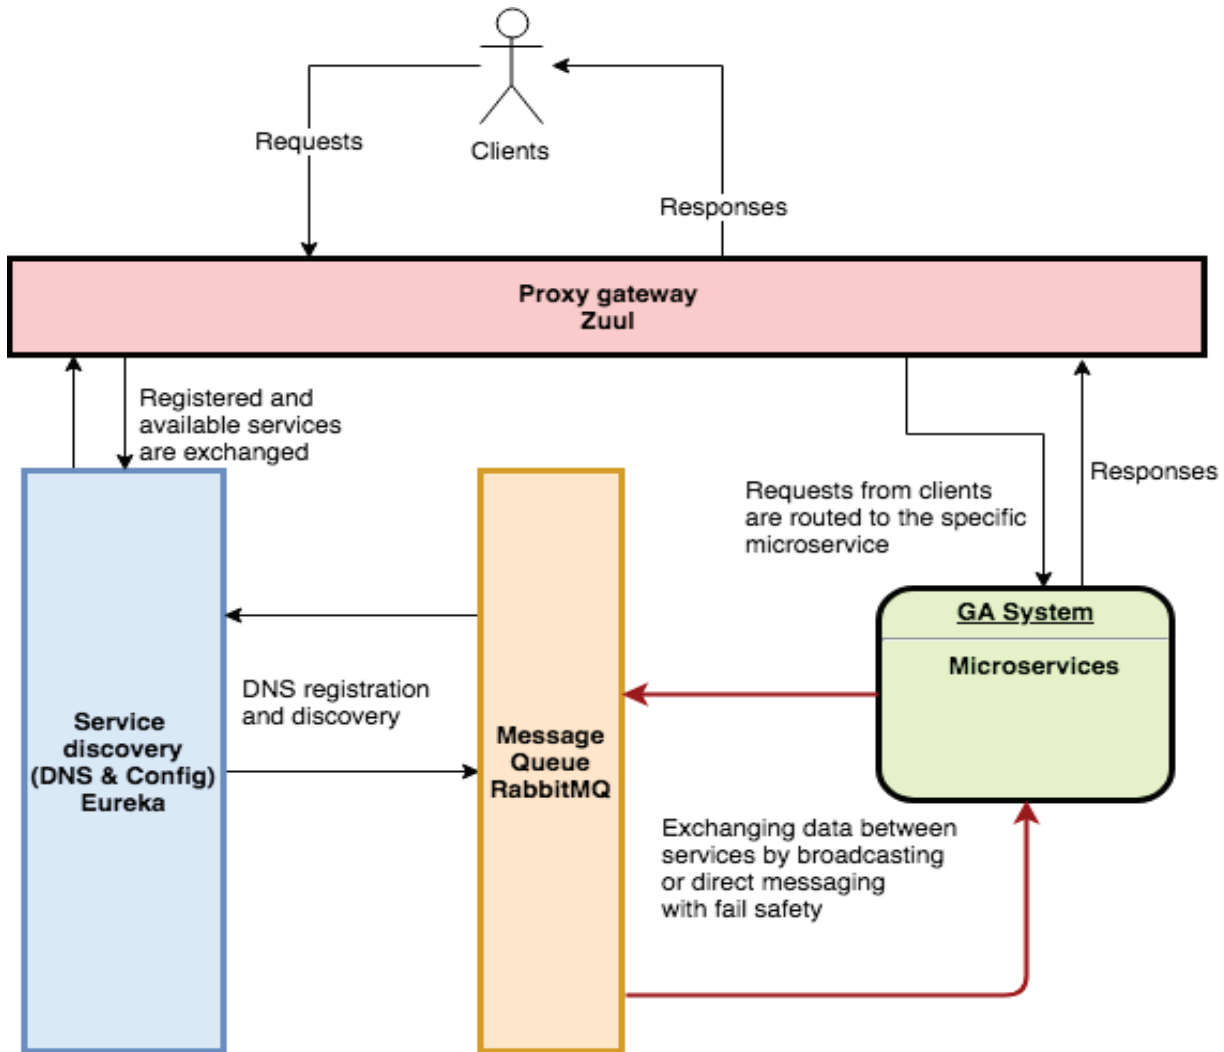 Requests
Clients
Responses
Proxy gateway
Zuul
Registered and
available services
are exchanged
Requests from clients
are routed to the specific
microservice
Responses
GA System
Microservices
DNS registration
and discovery
Service
discovery
(DNS & Config)
Eureka
Message
Queue
RabbitMQ
Exchanging data between
services by broadcasting
or direct messaging
with fail safety